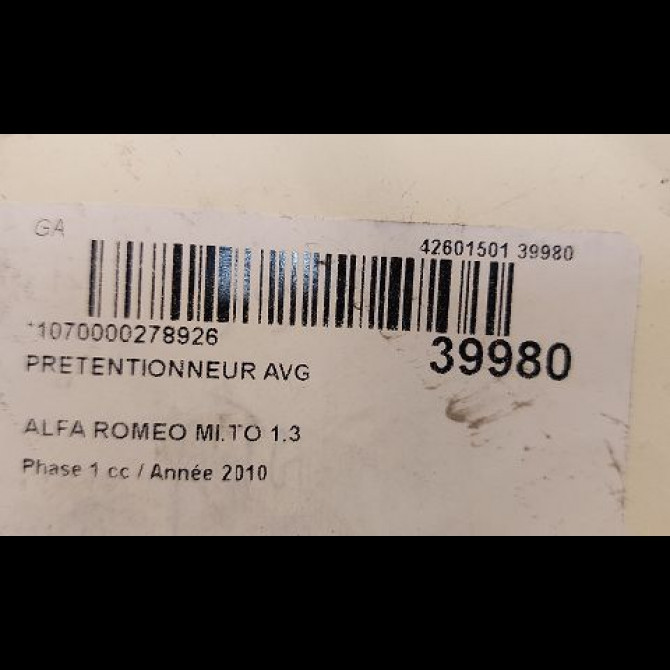 GA
42601501 39980
*1070000278926
39980
PRETENTIONNEUR AVG
ALFA ROMEO MI.TO 1.3
Phase 1 cc / Année 2010